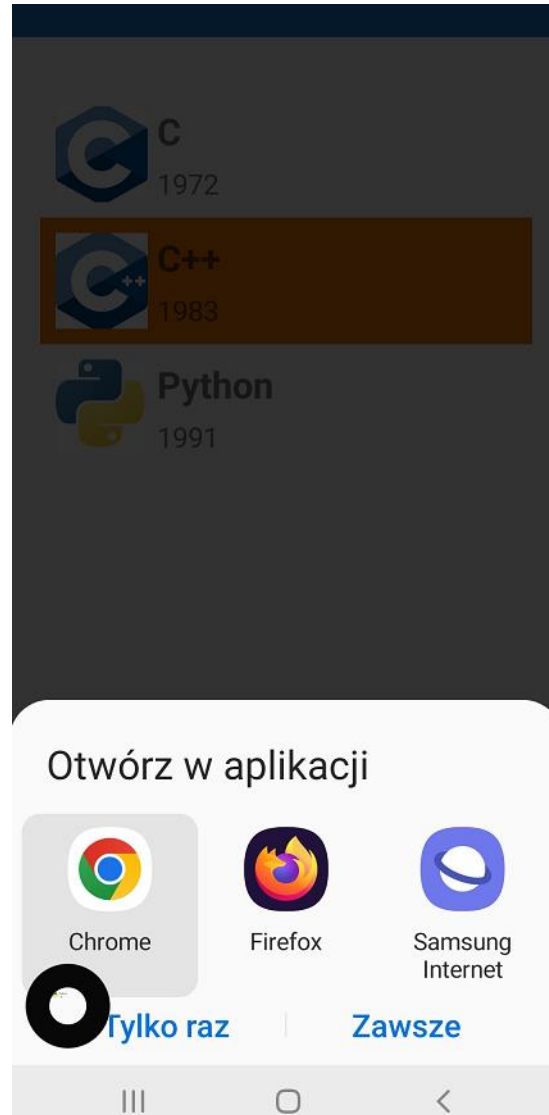 C
1972
C++
1983
Python
1991
Otwórz w aplikacji
Chrome
Firefox
Samsung
Internet
Tylko raz
Zawsze